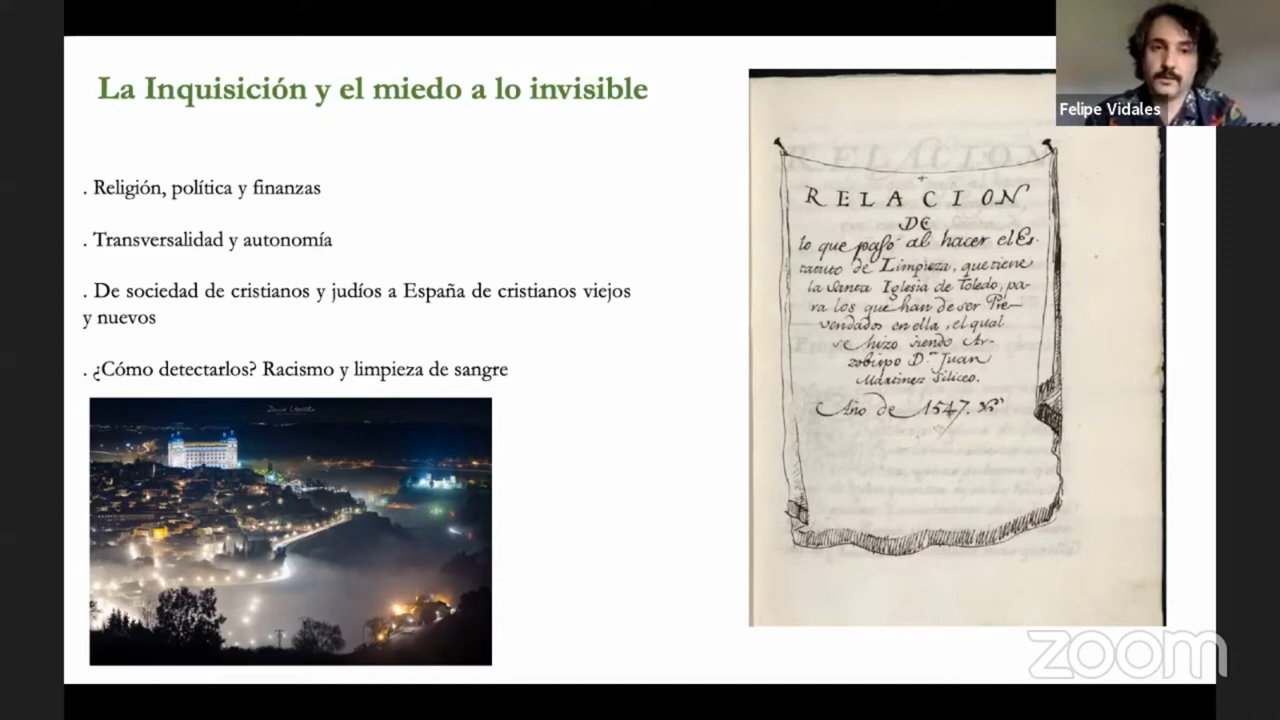 La Inquisición y el miedo a lo invisible
. Religión, política y finanzas
. Transversalidad y autonomía
. De sociedad de cristianos y judíos a España de cristianos viejos
y nuevos
. ¿Cómo detectarlos? Racismo y limpieza de sangre
RELACION
DE
lo que pasó al hacer el Es-
tatuto de Limpieza, que tiene
la Santa Iglesia de Toledo, pa-
ra los que han de ser Pre-
vendados en ella, el qual
se hizo siendo Ar-
zobispo Dn. Juan
Martinez Siliceo.
Año de 1547.
Felipe Vidales
zoom